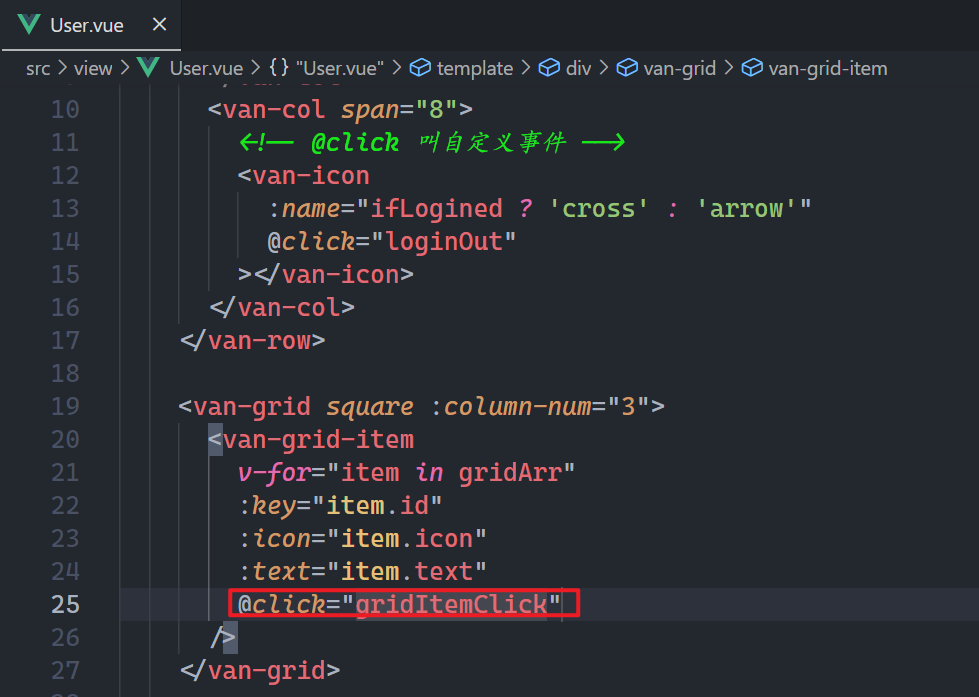 User.vue
src > view > User.vue > {} "User.vue" > template > div > van-grid > van-grid-item
10 <van-col span="8">
11 <!-- @click 叫自定义事件 -->
12 <van-icon
13 :name="ifLogined ? 'cross' : 'arrow'"
14 @click="loginOut"
15 ></van-icon>
16 </van-col>
17 </van-row>
18
19 <van-grid square :column-num="3">
20 <van-grid-item
21 v-for="item in gridArr"
22 :key="item.id"
23 :icon="item.icon"
24 :text="item.text"
25 @click="gridItemClick"
26 />
27 </van-grid>